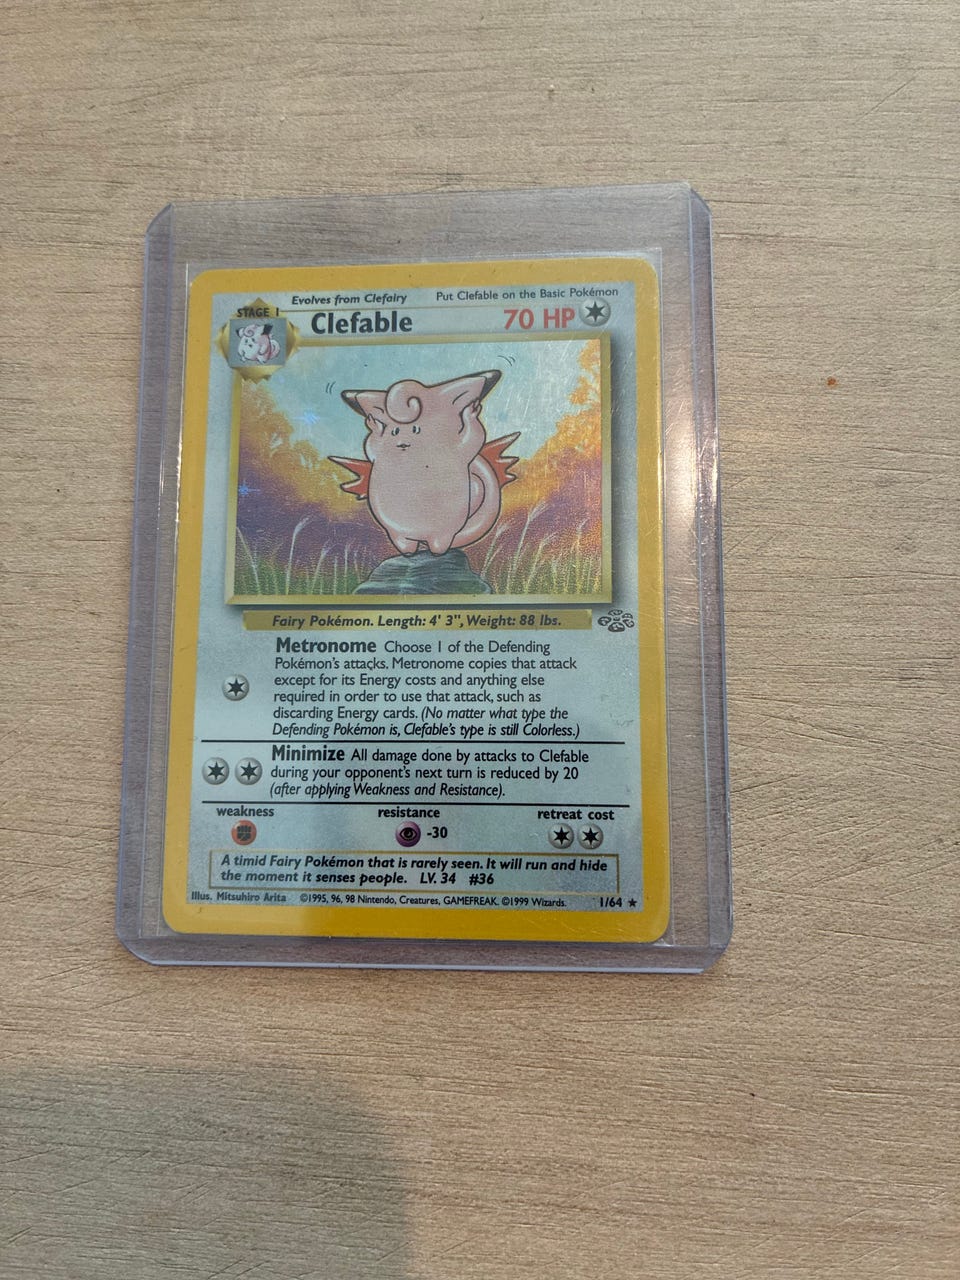 Evolves from Clefairy Put Clefable on the Basic Pokémon
STAGE 1
Clefable 70 HP
Fairy Pokémon. Length: 4' 3", Weight: 88 lbs.
Metronome Choose 1 of the Defending
Pokémon's attacks. Metronome copies that attack
except for its Energy costs and anything else
required in order to use that attack, such as
discarding Energy cards. (No matter what type the
Defending Pokémon is, Clefable's type is still Colorless.)
Minimize All damage done by attacks to Clefable
during your opponent's next turn is reduced by 20
(after applying Weakness and Resistance).
weakness resistance retreat cost
-30
A timid Fairy Pokémon that is rarely seen. It will run and hide
the moment it senses people. LV. 34 #36
Illus. Mitsuhiro Arita ©1995, 96, 98 Nintendo, Creatures, GAMEFREAK. ©1999 Wizards. 1/64 ★